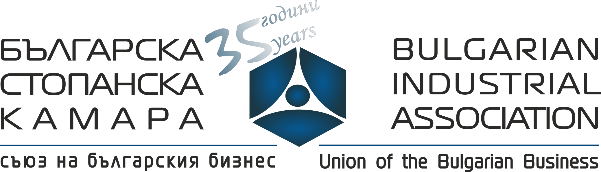 БЪЛГАРСКА
СТОПАНСКА
КАМАРА
35 години
years
BULGARIAN
INDUSTRIAL
ASSOCIATION
съюз на българския бизнес
Union of the Bulgarian Business